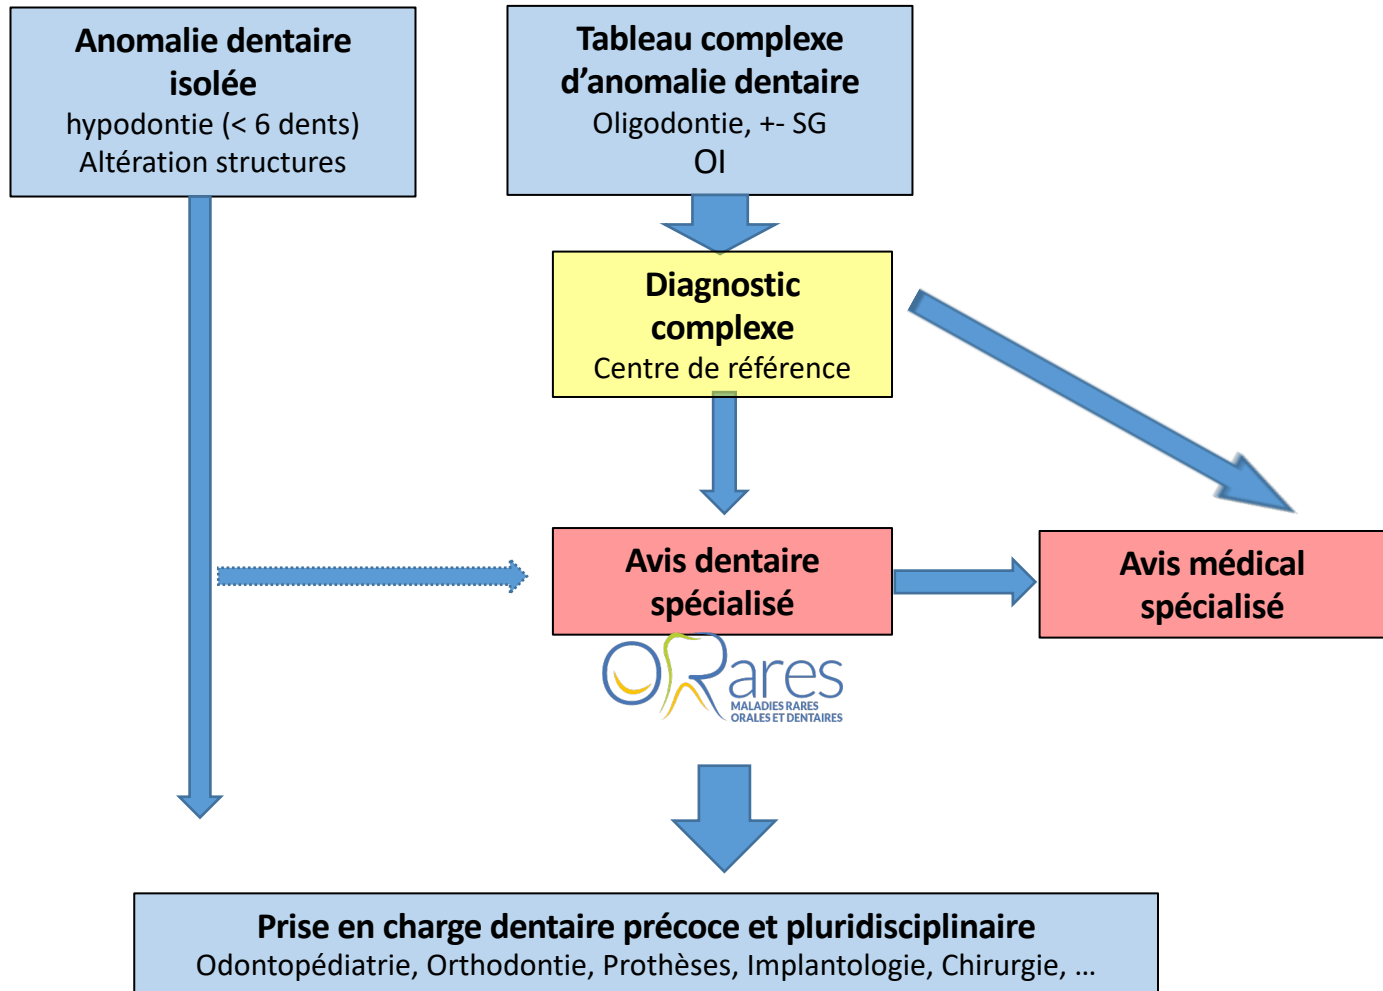 Anomalie dentaire
isolée
hypodontie (< 6 dents)
Altération structures
Tableau complexe
d’anomalie dentaire
Oligodontie, +- SG
OI
Diagnostic
complexe
Centre de référence
Avis dentaire
spécialisé
Avis médical
spécialisé
ORares
MALADIES RARES
ORALES ET DENTAIRES
Prise en charge dentaire précoce et pluridisciplinaire
Odontopédiatrie, Orthodontie, Prothèses, Implantologie, Chirurgie, ...